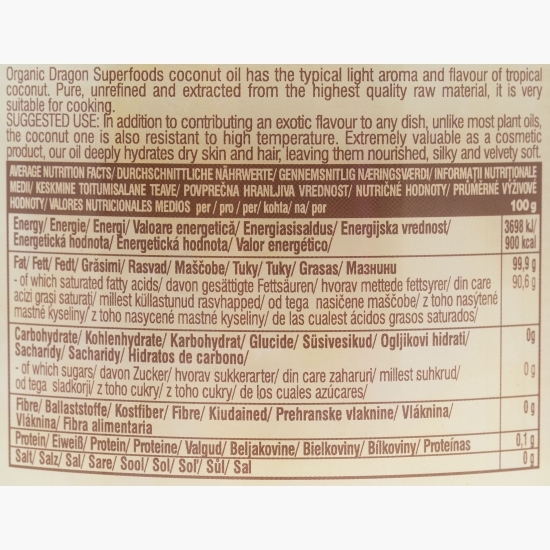 Organic Dragon Superfoods coconut oil has the typical light aroma and flavour of tropical
coconut. Pure, unrefined and extracted from the highest quality raw material, it is very
suitable for cooking.
SUGGESTED USE: In addition to contributing an exotic flavour to any dish, unlike most plant oils,
the coconut one is also resistant to high temperature. Extremely valuable as a cosmetic
product, our oil deeply hydrates dry skin and hair, leaving them nourished, silky and velvety soft.
AVERAGE NUTRITION FACTS/ DURCHSCHNITTLICHE NÄHRWERTE/ GENNEMSNITLIG NÆRINGSVÆRDI/ INFORMAȚII NUTRIȚIONALE
MEDII/ KESKMINE TOITUMISALANE TEAVE/ POVPREČNA HRANLJIVA VREDNOST/ NUTRIČNÉ HODNOTY/ PRŮMĚRNÉ VÝŽIVOVÉ
HODNOTY/ VALORES NUTRICIONALES MEDIOS per / pro / per/ kohta/ na/ por 100 g
Energy/ Energie/ Energi/ Valoare energetică/ Energiasisaldus/ Energijska vrednost/ 3698 kJ/
Energetická hodnota/ Energetická hodnota/ Valor energético/ 900 kcal
Fat/ Fett/ Fedt/ Grăsimi/ Rasvad/ Maščobe/ Tuky/ Tuky/ Grasas/ Мазнини 99,9 g
- of which saturated fatty acids/ davon gesättigte Fettsäuren/ hvorav mettede fettsyrer/ din care 90,6 g
acizi grași saturați/ millest küllastunud rasvhapped/ od tega nasičene maščobe/ z toho nasýtené
mastné kyseliny/ z toho nasycené mastné kyseliny/ de las cualest ácidos grasos saturados/
Carbohydrate/ Kohlenhydrate/ Karbohydrat/ Glucide/ Süsivesikud/ Ogljikovi hidrati/ 0g
Sacharidy/ Sacharidy/ Hidratos de carbono/
- of which sugars/ davon Zucker/ hvorav sukkerarter/ din care zaharuri/ millest suhkrud/ 0 g
od tega sladkorji/ z toho cukry/ z toho cukry/ de los cuales azúcares/
Fibre/ Ballaststoffe/ Kostfiber/ Fibre/ Kiudained/ Prehranske vlaknine/ Vláknina/ 0 g
Vláknina/ Fibra alimentaria
Protein/ Eiweiß/ Protein/ Proteine/ Valgud/ Beljakovine/ Bielkoviny/ Bílkoviny/ Proteínas 0,1 g
Salt/ Salz/ Sal/ Sare/ Sool/ Sol/ Soľ/ Sůl/ Sal 0 g